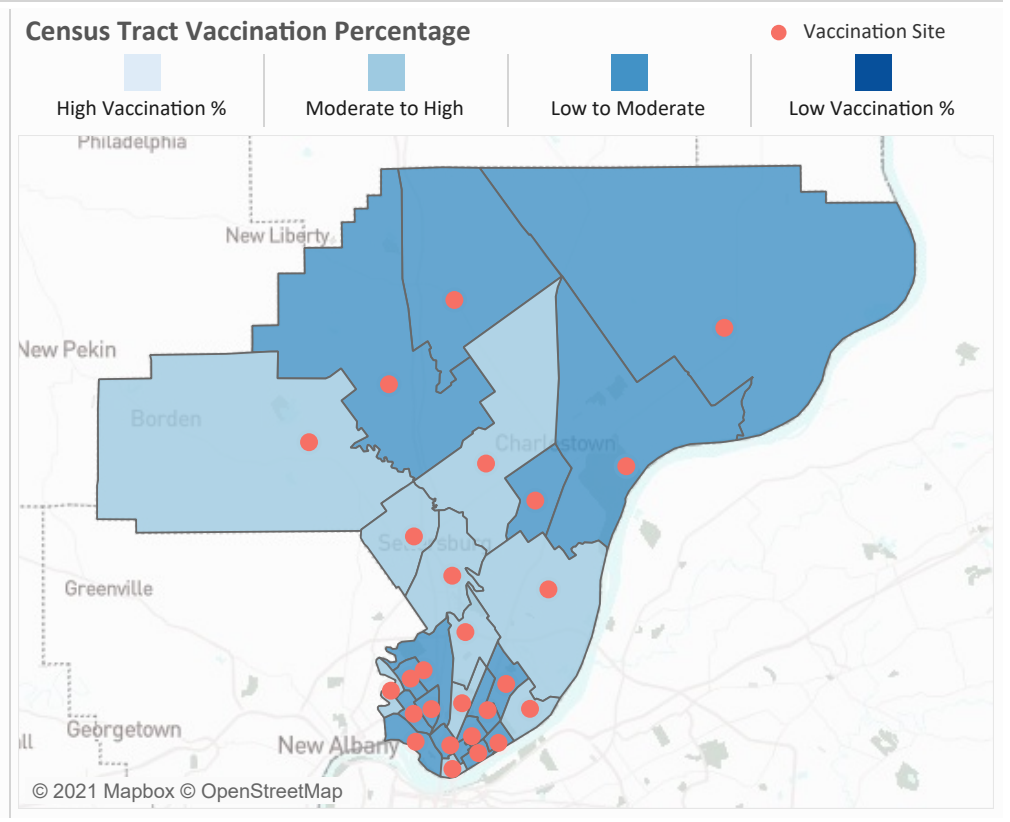 Census Tract Vaccination Percentage
Vaccination Site
High Vaccination %
Moderate to High
Low to Moderate
Low Vaccination %
Philadelphia
New Liberty
New Pekin
Borden
Charlestown
Greenville
Georgetown
New Albany
© 2021 Mapbox © OpenStreetMap